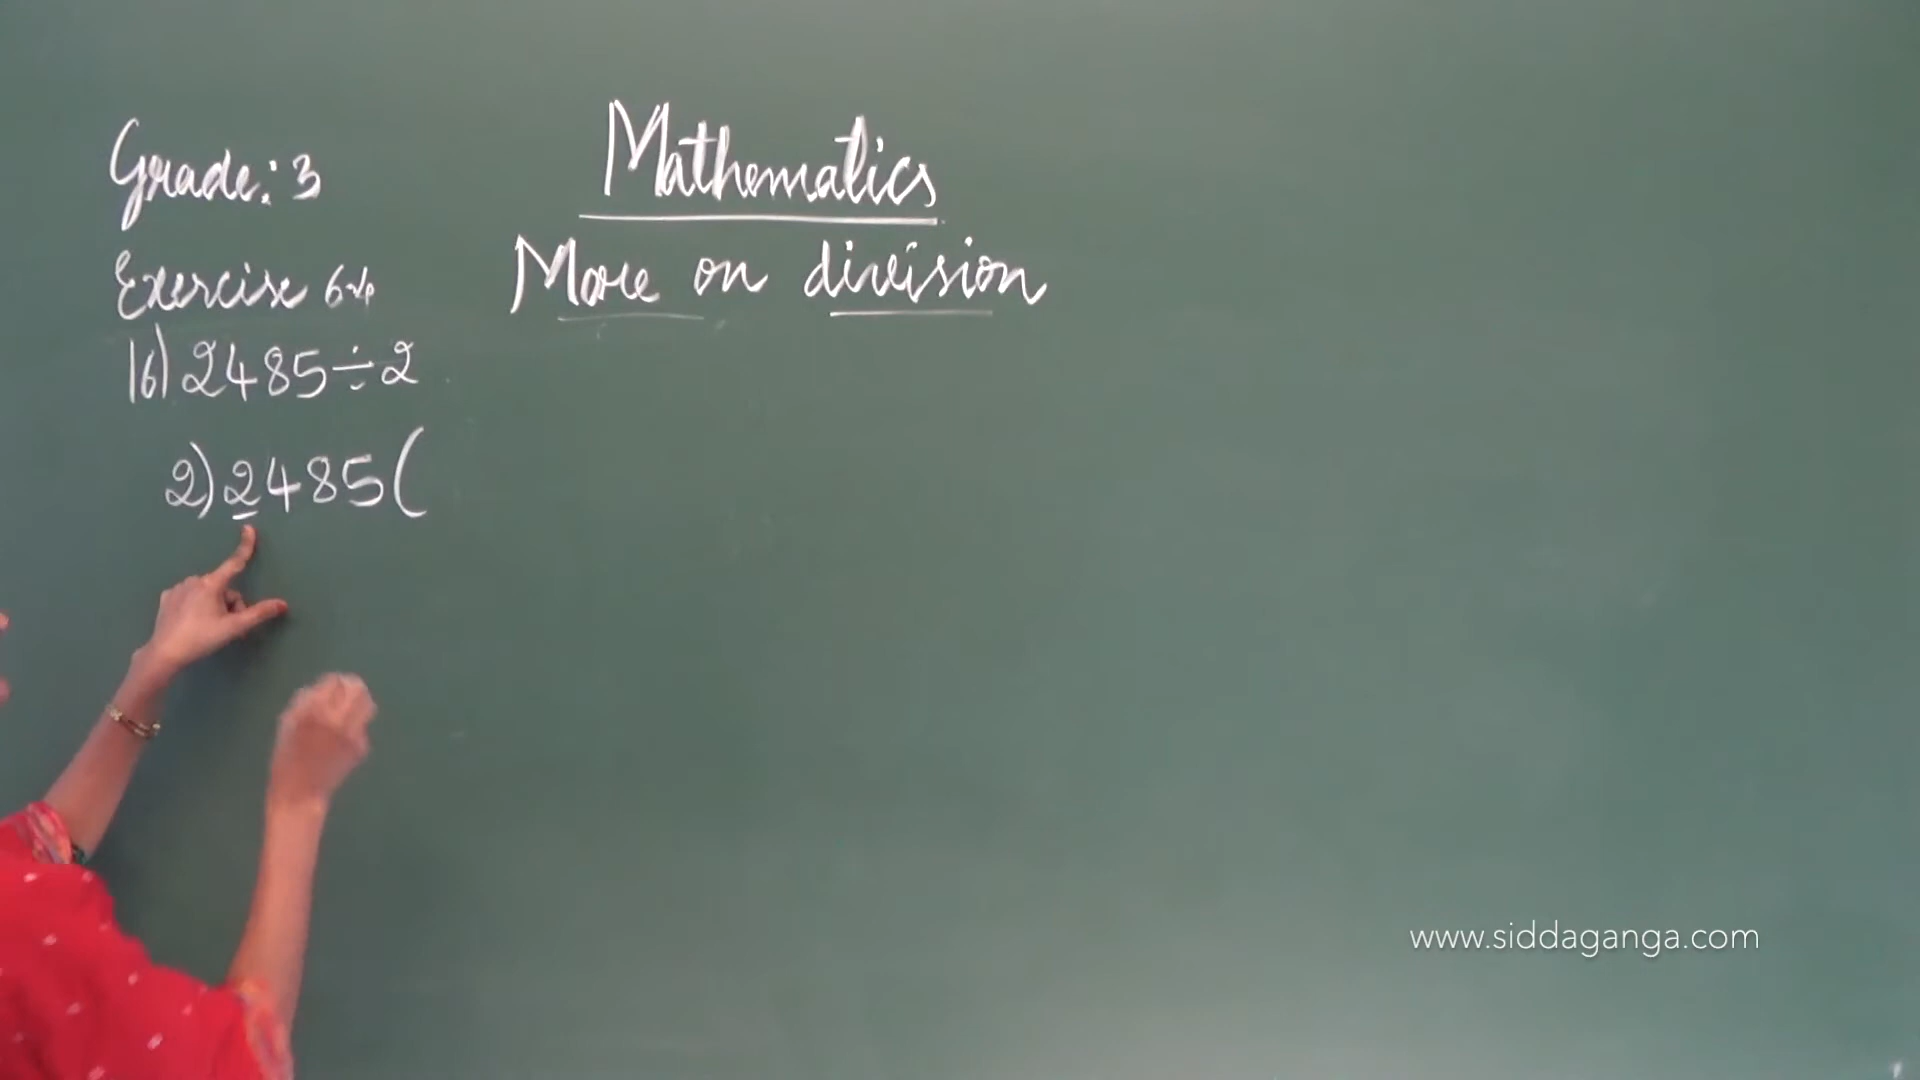 Grade: 3
Mathematics
Exercise 6.4
More on division
16) 2485÷2
2)2485(
www.siddaganga.com